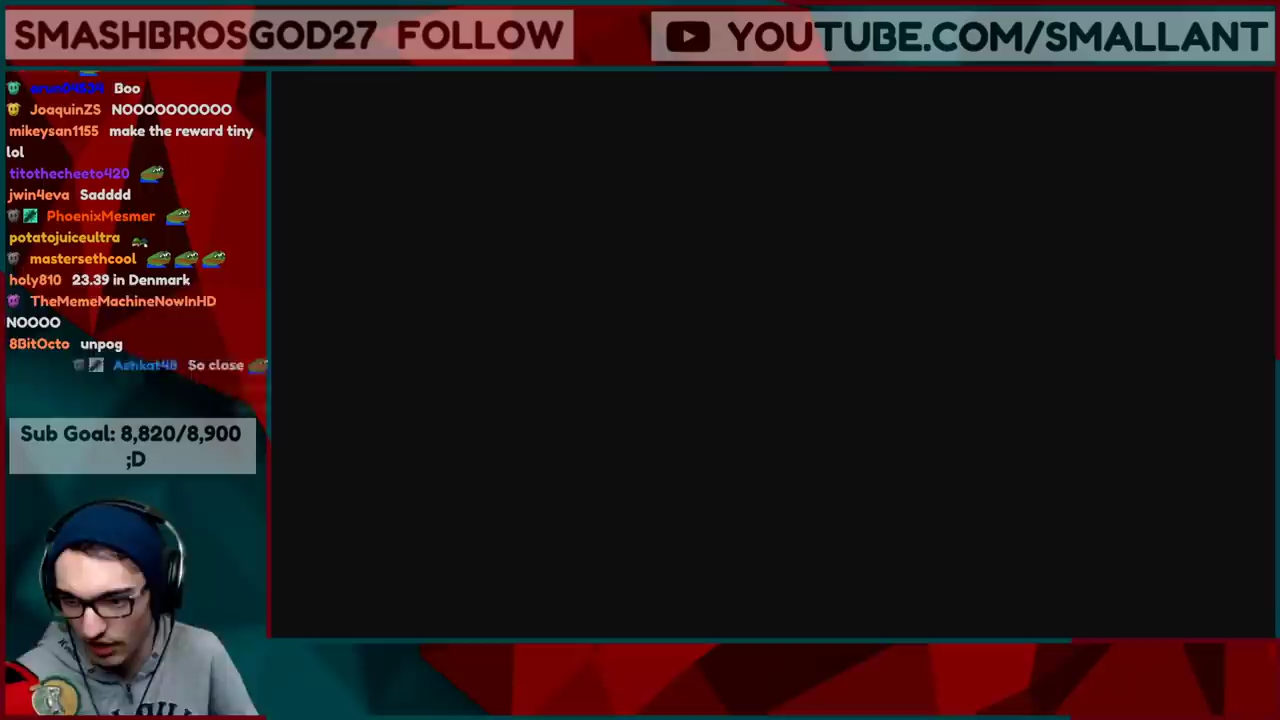 SMASHBROSGOD27 FOLLOW
YOUTUBE.COM/SMALLANT
Boo
JoaquinZS NOOOOOOOOOO
mikeysan1155 make the reward tiny
lol
titothecheeto420
jwin4eva Sadddd
PhoenixMesmer
potatojuiceultra
mastersethcool
holy810 23.39 in Denmark
TheMemeMachineNowInHD
NOOOO
8BitOcto unpog
Ashkat48 So close
Sub Goal: 8,820/8,900
;D